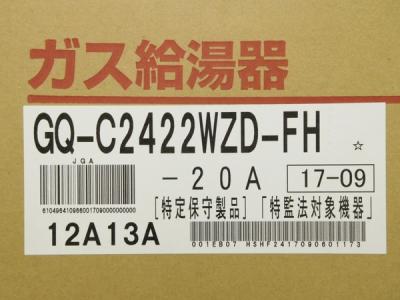 ガス給湯器
GQ-C2422WZD-FH ☆
JGA
-20A 17-09
61049641098600170900000000000
[特定保守製品]「特監法対象機器」
12A13A
001EB07 HSHF2417090601173